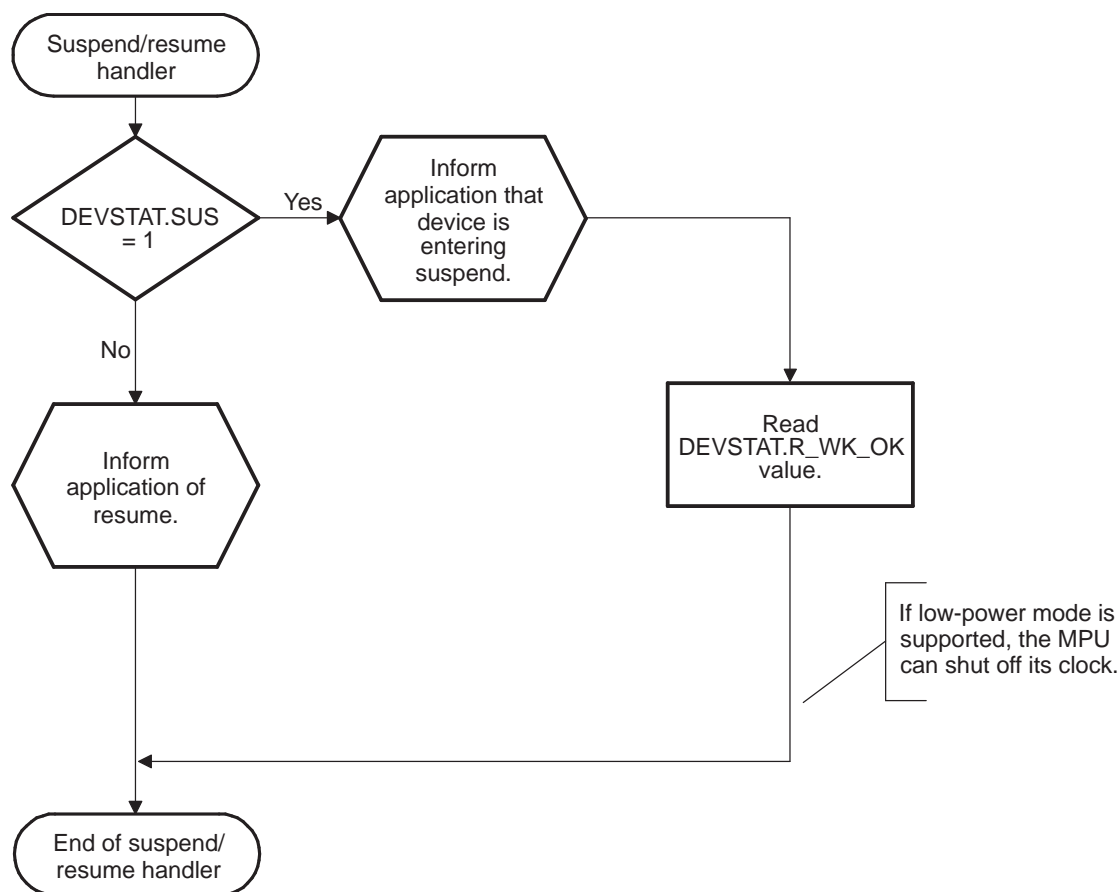 Suspend/resume
handler
DEVSTAT.SUS
= 1
Yes
Inform
application that
device is
entering
suspend.
No
Inform
application of
resume.
Read
DEVSTAT.R_WK_OK
value.
If low-power mode is
supported, the MPU
can shut off its clock.
End of suspend/
resume handler